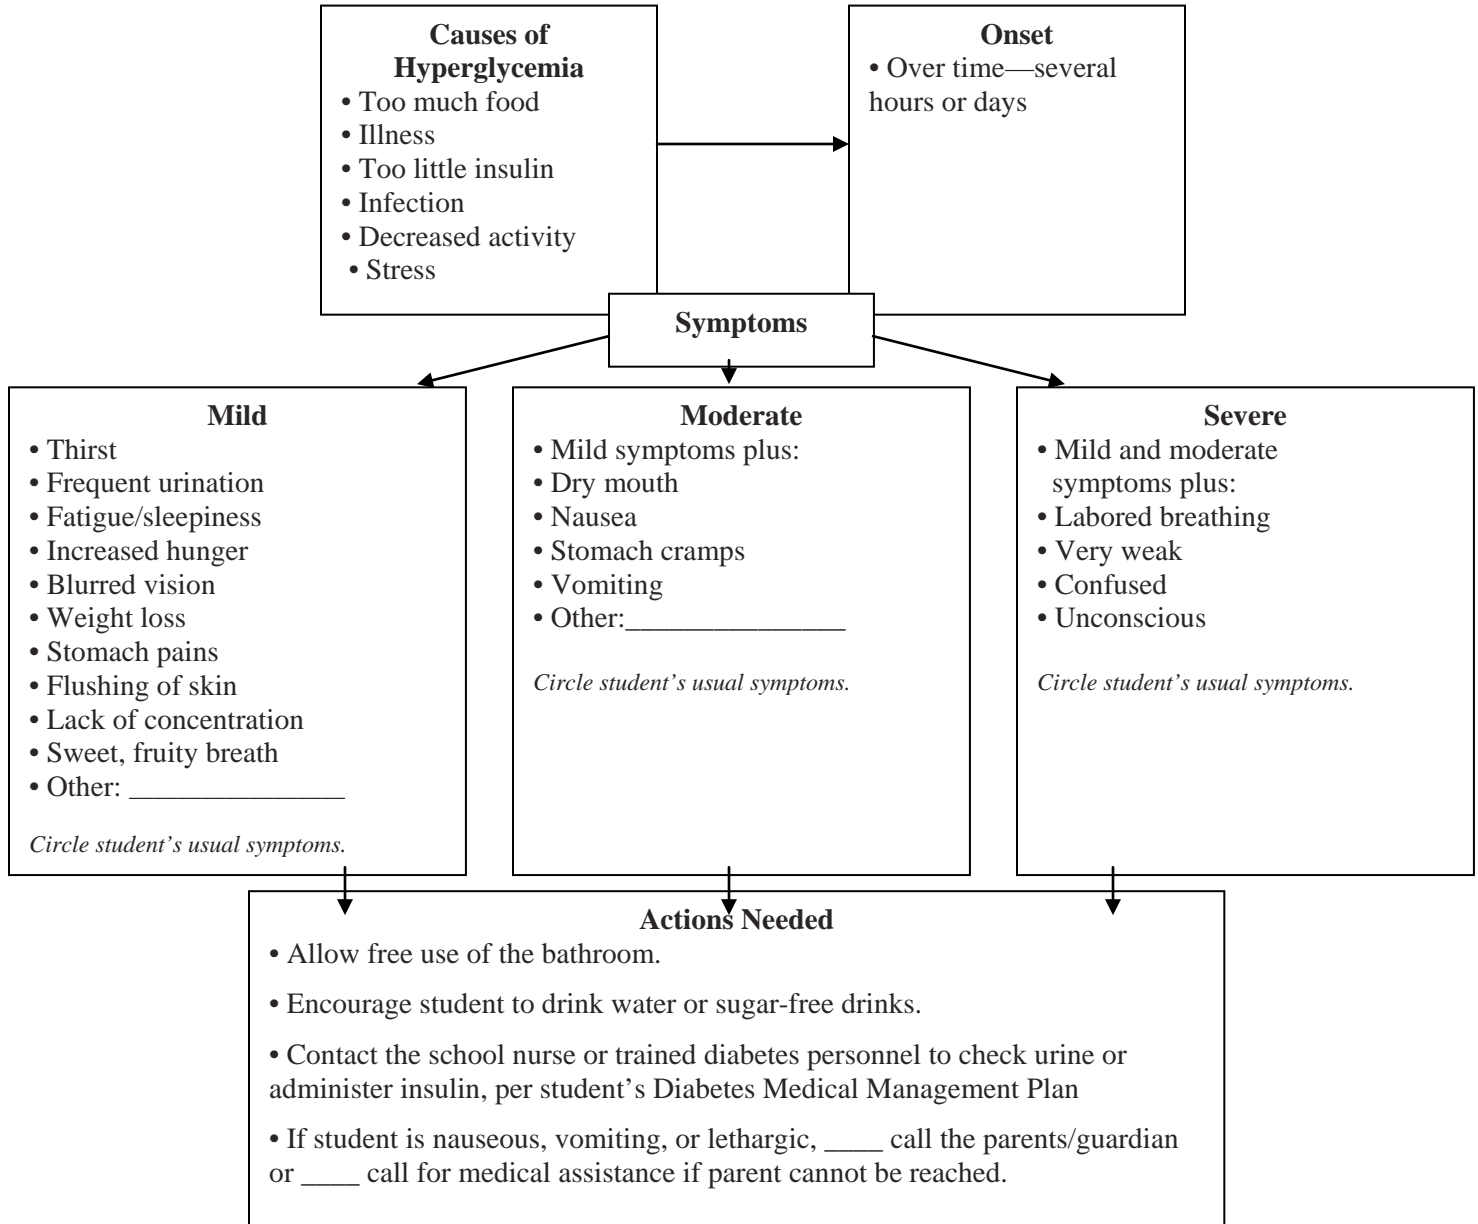 Causes of
Hyperglycemia
• Too much food
• Illness
• Too little insulin
• Infection
• Decreased activity
• Stress
Onset
• Over time—several
hours or days
Symptoms
Mild
• Thirst
• Frequent urination
• Fatigue/sleepiness
• Increased hunger
• Blurred vision
• Weight loss
• Stomach pains
• Flushing of skin
• Lack of concentration
• Sweet, fruity breath
• Other: __________________
Circle student’s usual symptoms.
Moderate
• Mild symptoms plus:
• Dry mouth
• Nausea
• Stomach cramps
• Vomiting
• Other:_______________
Circle student’s usual symptoms.
Severe
• Mild and moderate
symptoms plus:
• Labored breathing
• Very weak
• Confused
• Unconscious
Circle student’s usual symptoms.
Actions Needed
• Allow free use of the bathroom.
• Encourage student to drink water or sugar-free drinks.
• Contact the school nurse or trained diabetes personnel to check urine or
administer insulin, per student’s Diabetes Medical Management Plan
• If student is nauseous, vomiting, or lethargic, ____ call the parents/guardian
or ____ call for medical assistance if parent cannot be reached.